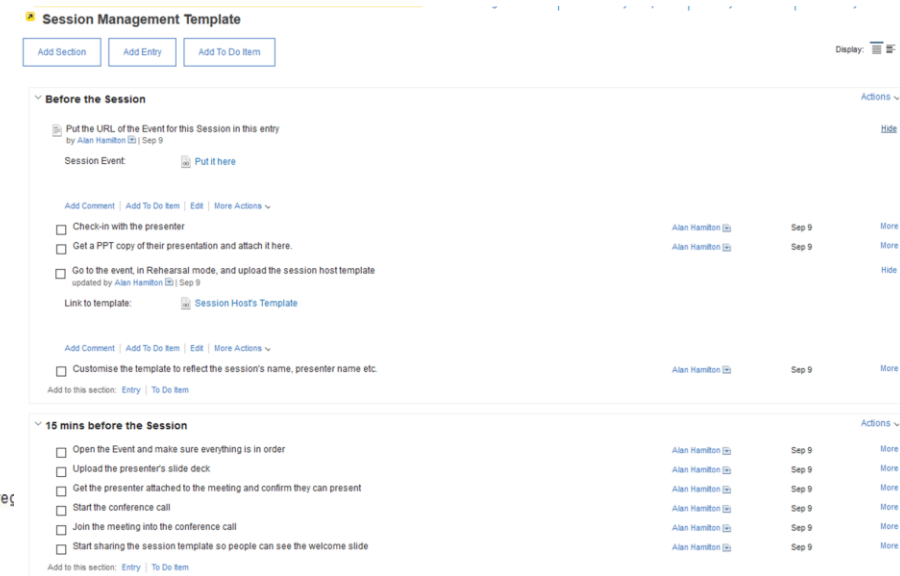 Session Management Template
Add Section Add Entry Add To Do Item Display:
Before the Session Actions
Put the URL of the Event for this Session in this entry Hide
by Alan Hamilton | Sep 9
Session Event: Put it here
Add Comment | Add To Do Item | Edit | More Actions
Check-in with the presenter Alan Hamilton Sep 9 More
Get a PPT copy of their presentation and attach it here. Alan Hamilton Sep 9 More
Go to the event, in Rehearsal mode, and upload the session host template Hide
updated by Alan Hamilton | Sep 9
Link to template: Session Host's Template
Add Comment | Add To Do Item | Edit | More Actions
Customise the template to reflect the session's name, presenter name etc. Alan Hamilton Sep 9 More
Add to this section: Entry | To Do Item
15 mins before the Session Actions
Open the Event and make sure everything is in order Alan Hamilton Sep 9 More
Upload the presenter's slide deck Alan Hamilton Sep 9 More
Get the presenter attached to the meeting and confirm they can present Alan Hamilton Sep 9 More
Start the conference call Alan Hamilton Sep 9 More
Join the meeting into the conference call Alan Hamilton Sep 9 More
Start sharing the session template so people can see the welcome slide Alan Hamilton Sep 9 More
Add to this section: Entry | To Do Item